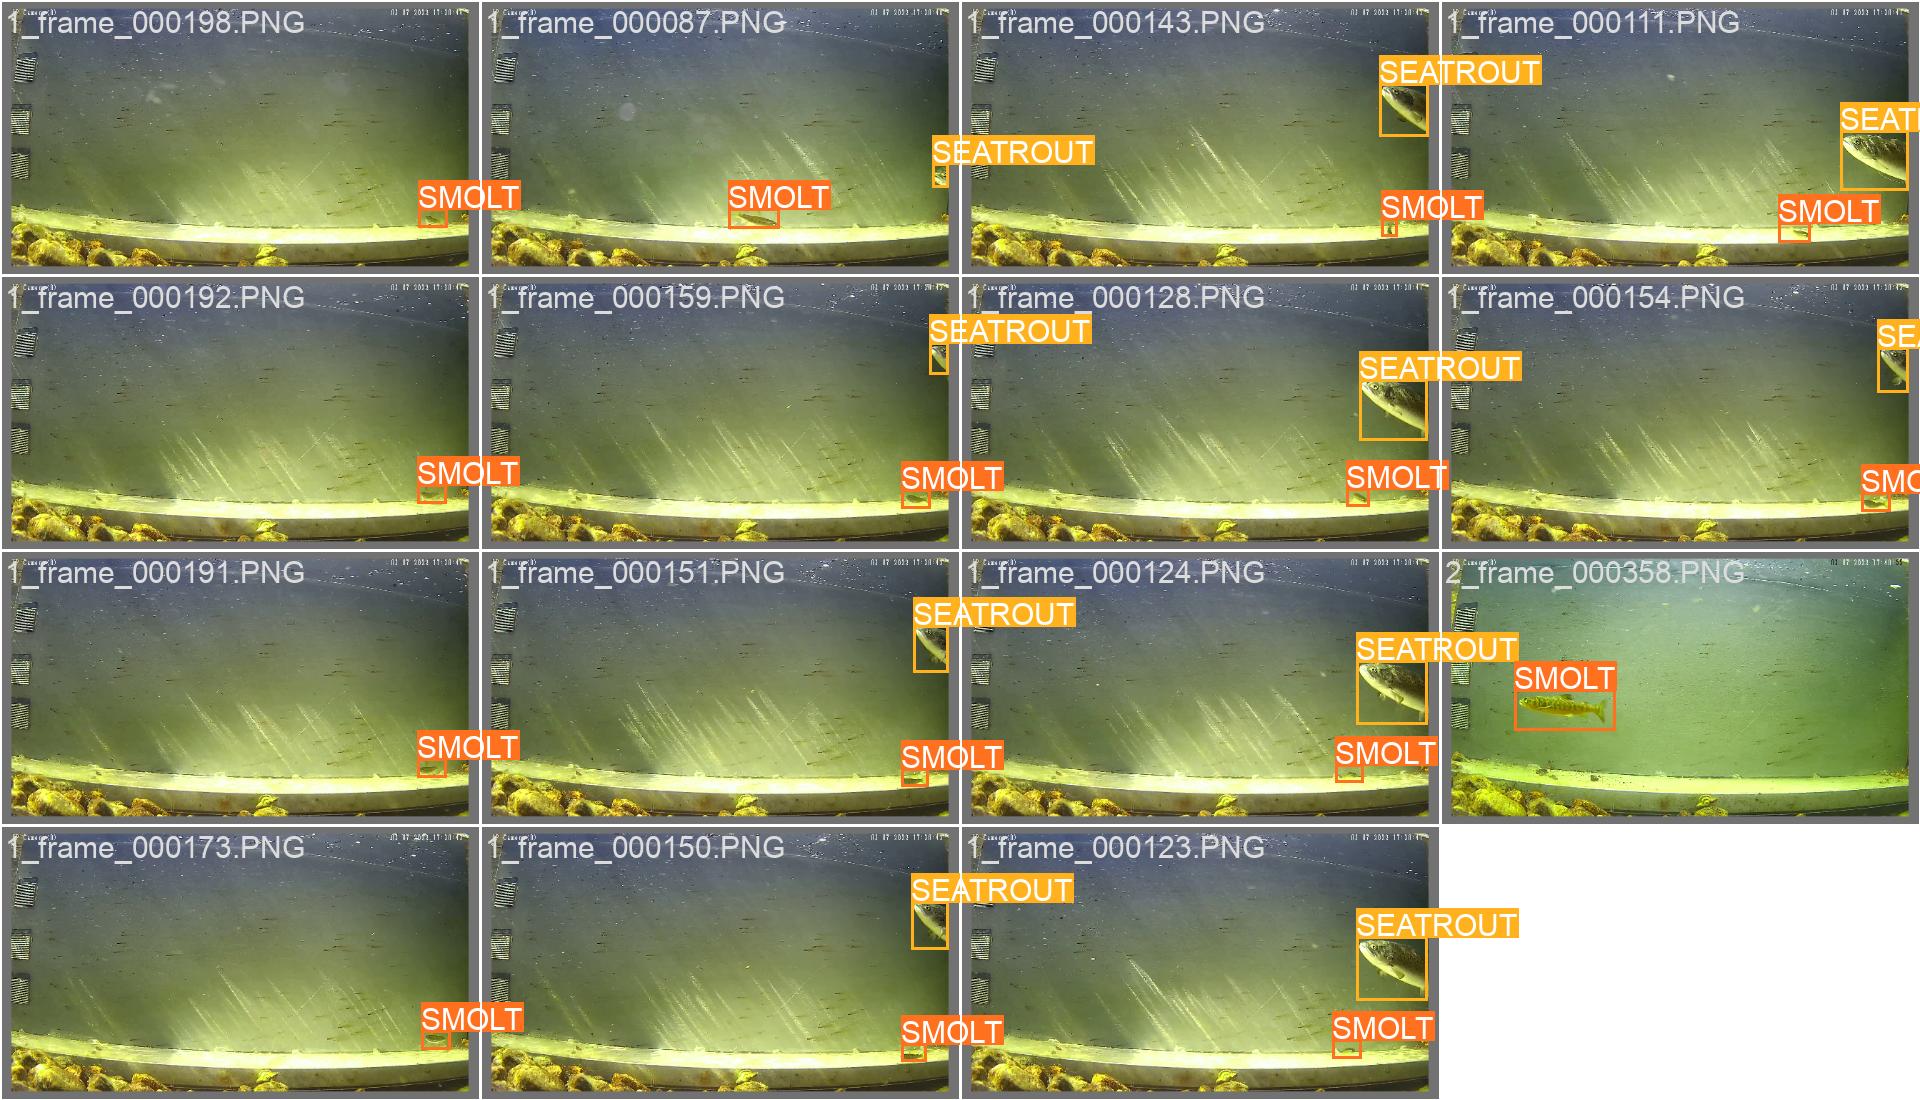 1_frame_000198.PNG
1_frame_000087.PNG
1_frame_000143.PNG
1_frame_000111.PNG
SEATROUT
SEAT
SEATROUT
SMOLT
SMOLT
SMOLT
SMOLT
1_frame_000192.PNG
1_frame_000159.PNG
1_frame_000128.PNG
1_frame_000154.PNG
SEATROUT
SEA
SEATROUT
SMOLT
SMOLT
SMOLT
SMO
1_frame_000191.PNG
1_frame_000151.PNG
1_frame_000124.PNG
2_frame_000358.PNG
SEATROUT
SEATROUT
SMOLT
SMOLT
SMOLT
SMOLT
1_frame_000173.PNG
1_frame_000150.PNG
1_frame_000123.PNG
SEATROUT
SEATROUT
SMOLT
SMOLT
SMOLT